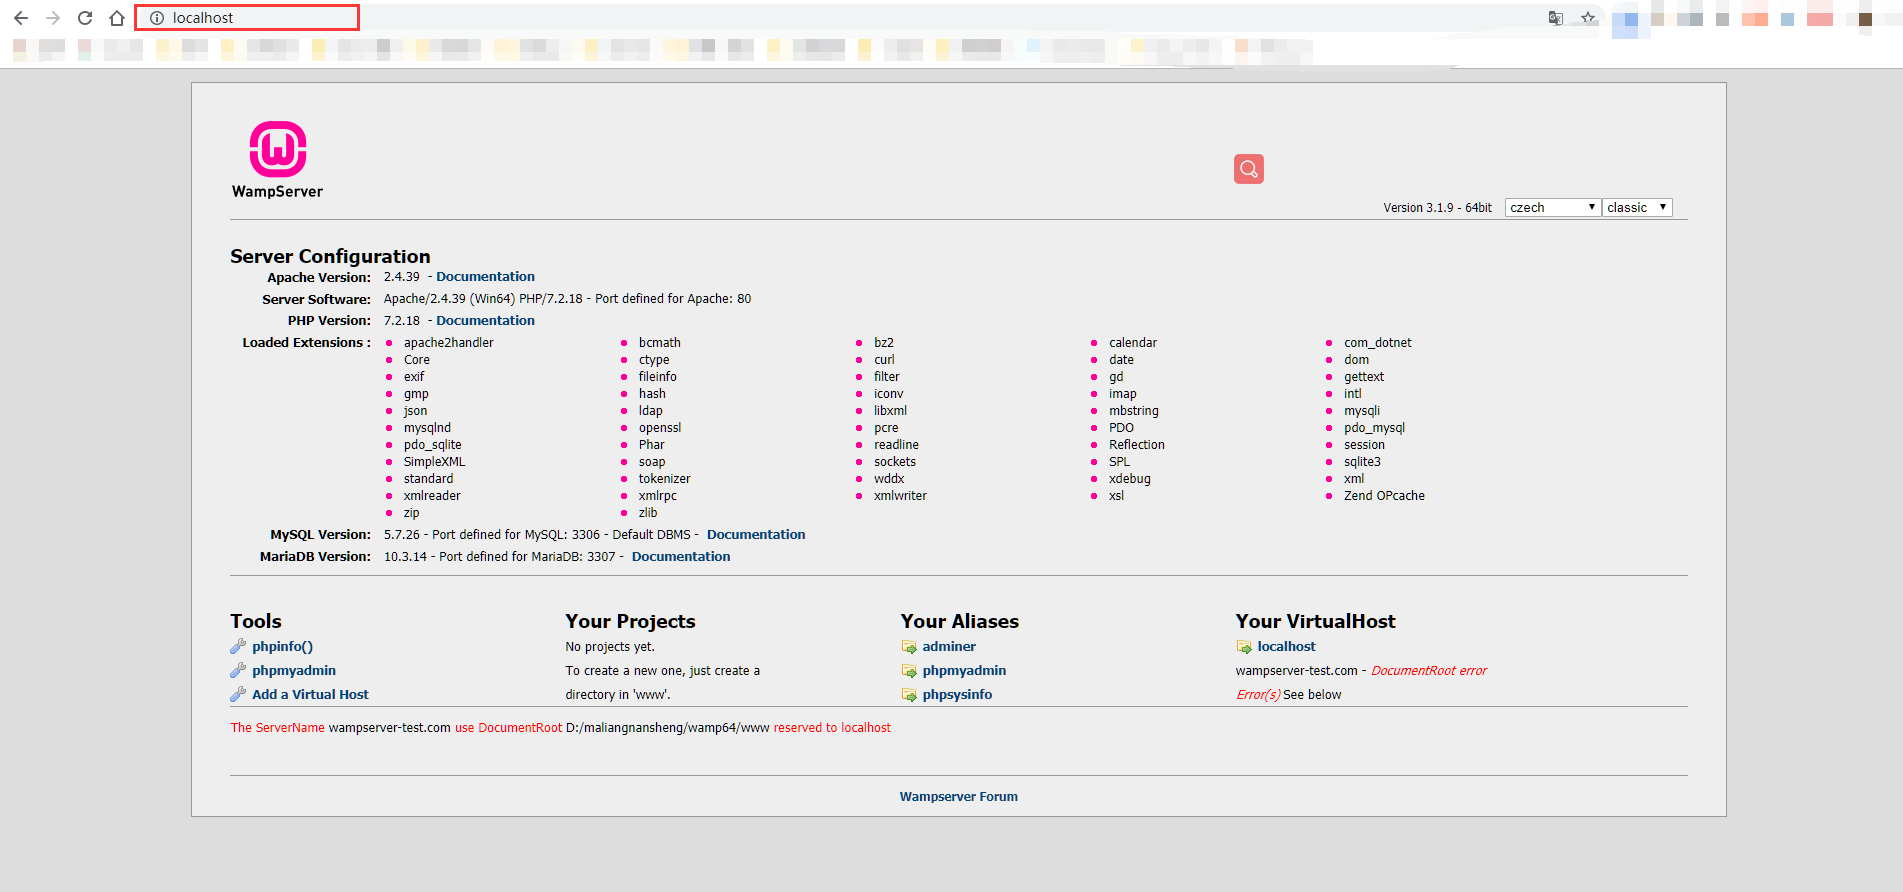 localhost
WampServer
Version 3.1.9 - 64bit czech classic
Server Configuration
Apache Version: 2.4.39 - Documentation
Server Software: Apache/2.4.39 (Win64) PHP/7.2.18 - Port defined for Apache: 80
PHP Version: 7.2.18 - Documentation
Loaded Extensions : apache2handler bcmath bz2 calendar com_dotnet
Core ctype curl date dom
exif fileinfo filter gd gettext
gmp hash iconv imap intl
json ldap libxml mbstring mysqli
mysqlnd openssl pcre PDO pdo_mysql
pdo_sqlite Phar readline Reflection session
SimpleXML soap sockets SPL sqlite3
standard tokenizer wddx xdebug xml
xmlreader xmlrpc xmlwriter xsl Zend OPcache
zip zlib
MySQL Version: 5.7.26 - Port defined for MySQL: 3306 - Default DBMS - Documentation
MariaDB Version: 10.3.14 - Port defined for MariaDB: 3307 - Documentation
Tools
phpinfo()
phpmyadmin
Add a Virtual Host
Your Projects
No projects yet.
To create a new one, just create a
directory in 'www'.
Your Aliases
adminer
phpmyadmin
phpsysinfo
Your VirtualHost
localhost
wampserver-test.com - DocumentRoot error
Error(s) See below
The ServerName wampserver-test.com use DocumentRoot D:/maliangnansheng/wamp64/www reserved to localhost
Wampserver Forum